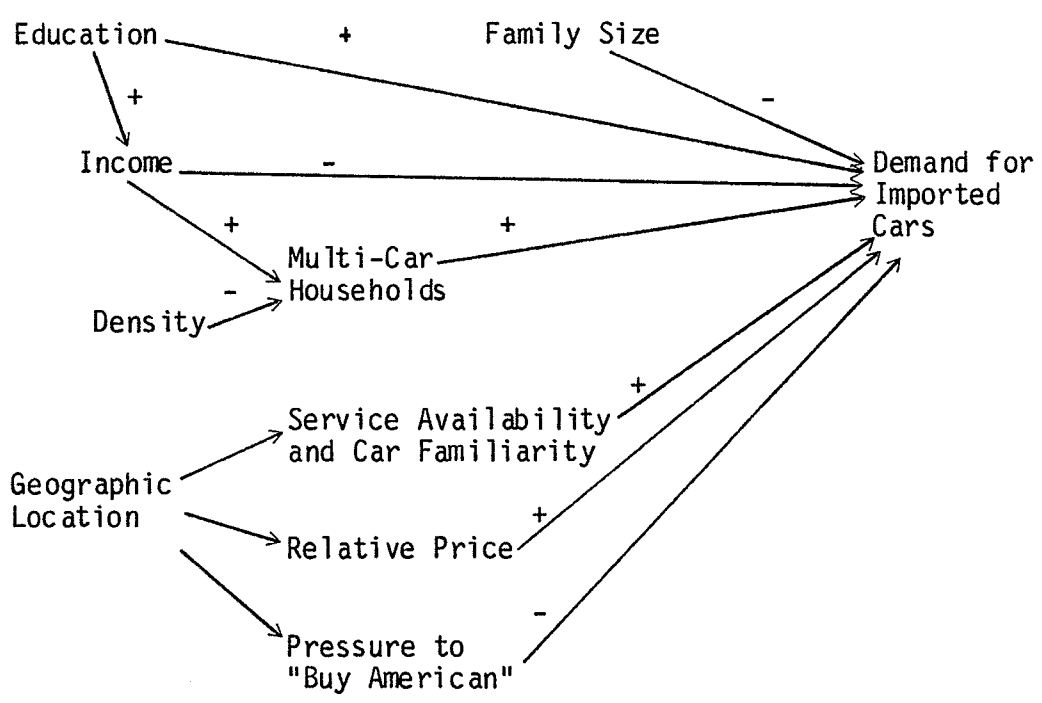 Education + Family Size
+ -
Income - Demand for
Imported
+ + Cars
Multi-Car
- Households
Density
+
Service Availability
and Car Familiarity
Geographic
Location
+
Relative Price
-
Pressure to
"Buy American"